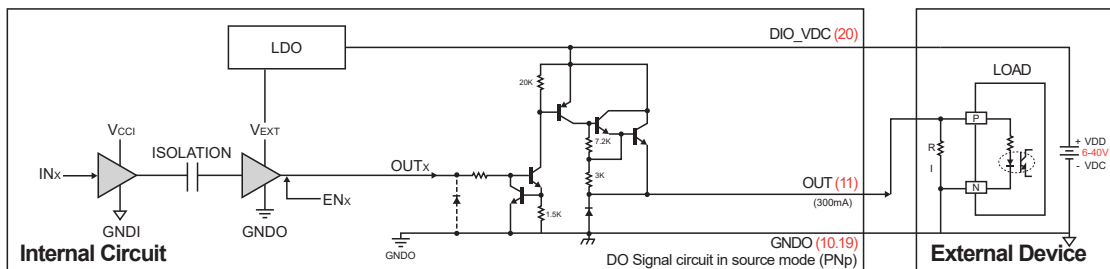 DIO_VDC (20)
LDO
LOAD
20K
VCCI
VEXT
P
ISOLATION
7.2K
R
+ VDD
6-40V
- VDC
INX
OUTX
3K
I
OUT (11)
N
ENX
(300mA)
1.5K
GNDI
GNDO
GNDO
GNDO (10.19)
Internal Circuit
DO Signal circuit in source mode (PNp)
External Device